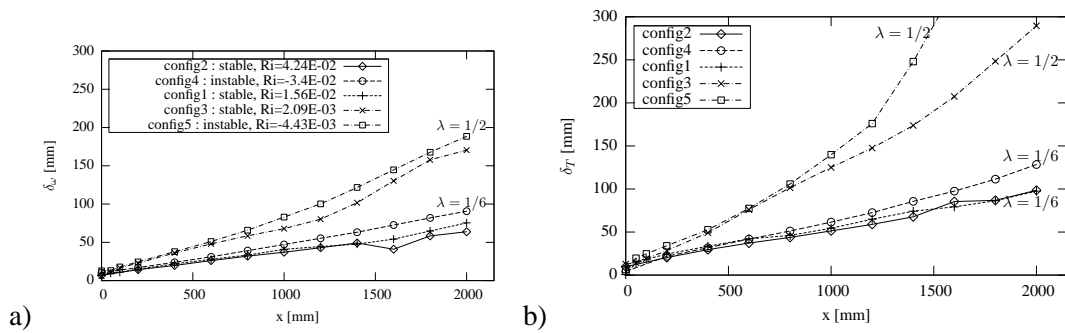 300
250
200
150
100
50
0
δ_ω [mm]
config2 : stable, Ri=4.24E-02
config4 : instable, Ri=-3.4E-02
config1 : stable, Ri=1.56E-02
config3 : stable, Ri=2.09E-03
config5 : instable, Ri=-4.43E-03
λ = 1/2
λ = 1/6
0 500 1000 1500 2000
x [mm]
a)
300
250
200
150
100
50
0
δ_T [mm]
config2
config4
config1
config3
config5
λ = 1/2
λ = 1/2
λ = 1/6
λ = 1/6
0 500 1000 1500 2000
x [mm]
b)